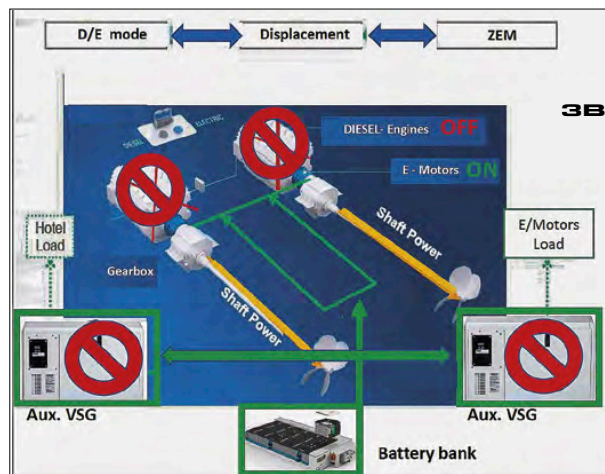 D/E mode
Displacement
ZEM
3B
DIESEL
ELECTRIC
DIESEL- Engines OFF
E - Motors ON
Hotel
Load
E/Motors
Load
Gearbox
Shaft Power
Shaft Power
Aux. VSG
Aux. VSG
Battery bank